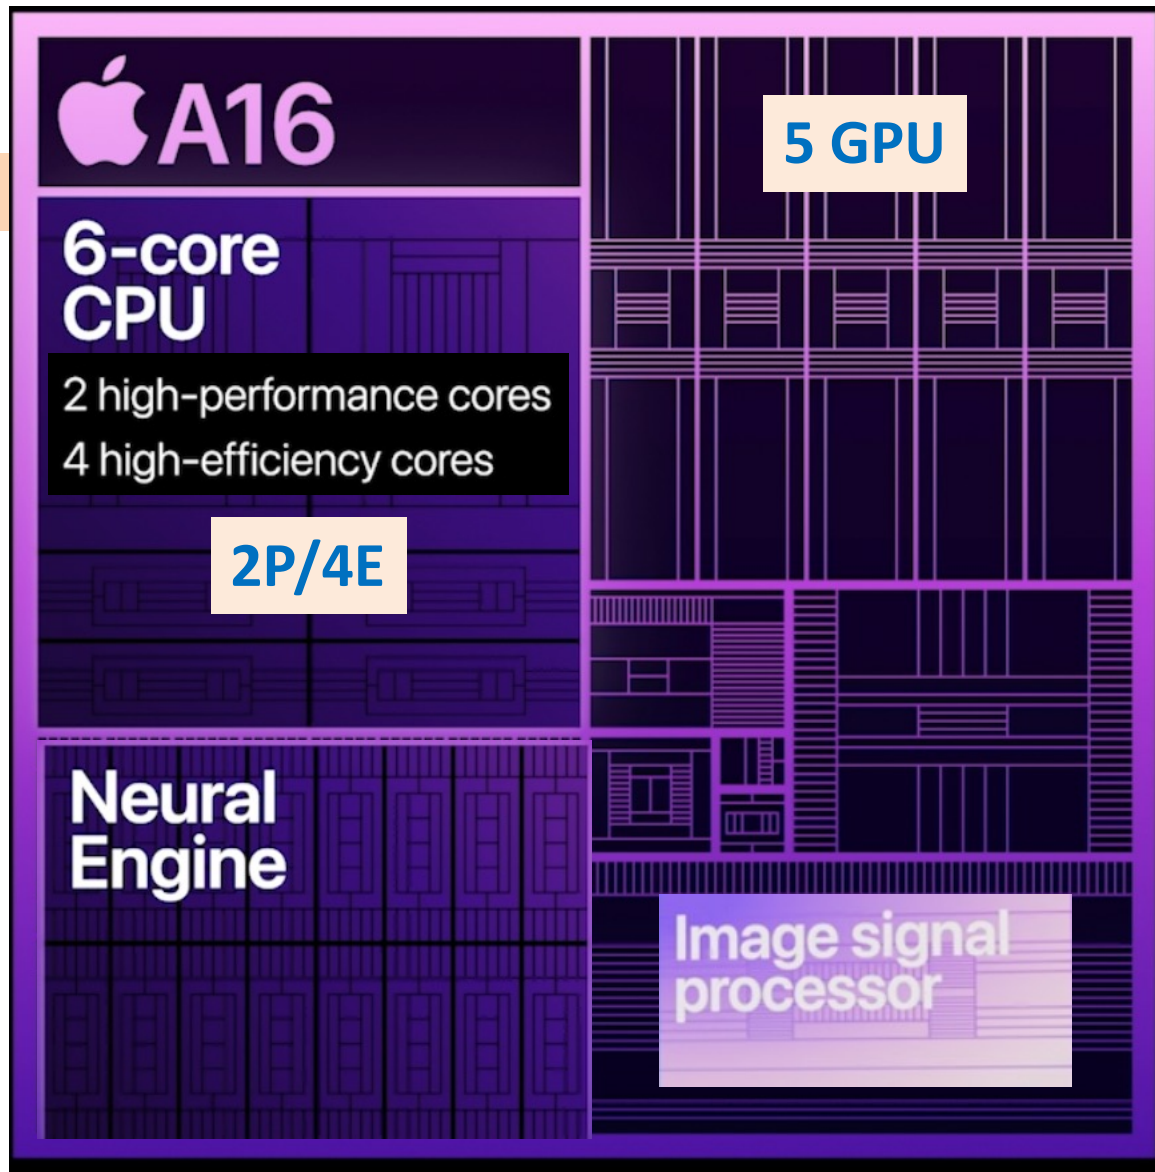 A16
5 GPU
6-core
CPU
2 high-performance cores
4 high-efficiency cores
2P/4E
Neural
Engine
Image signal
processor